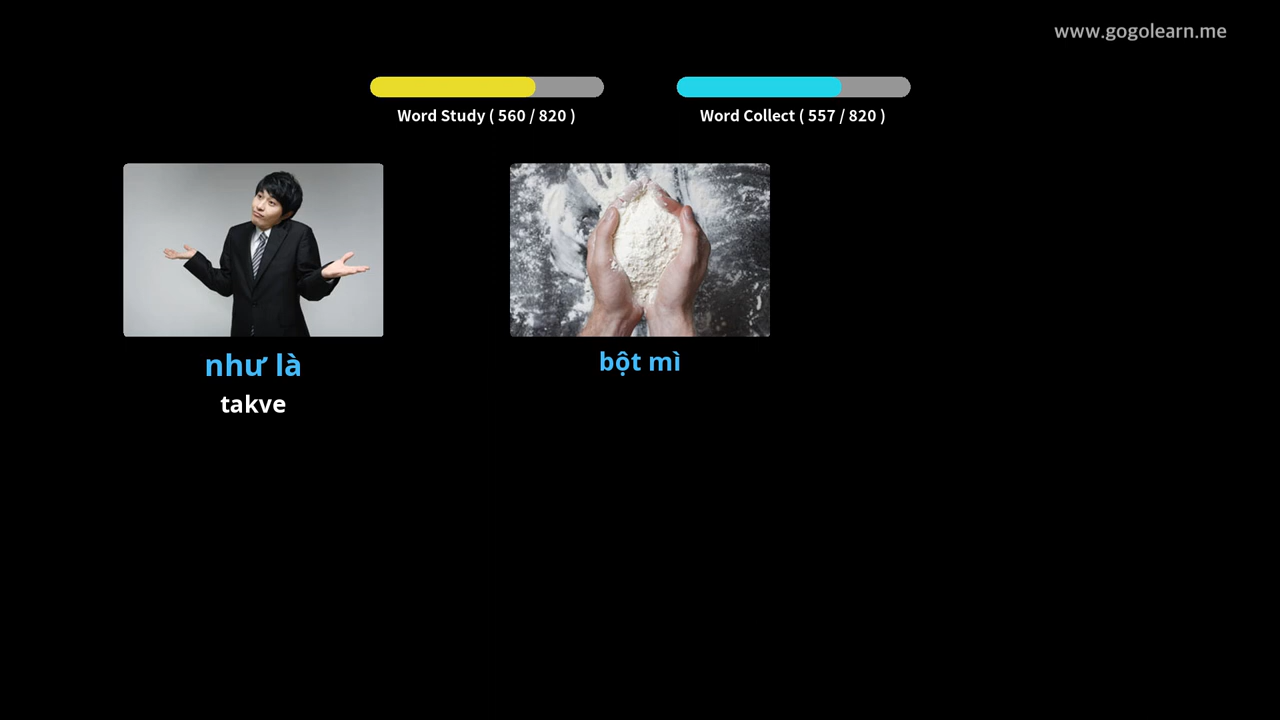 www.gogolearn.me
Word Study ( 560 / 820 )
Word Collect ( 557 / 820 )
như là
takve
bột mì